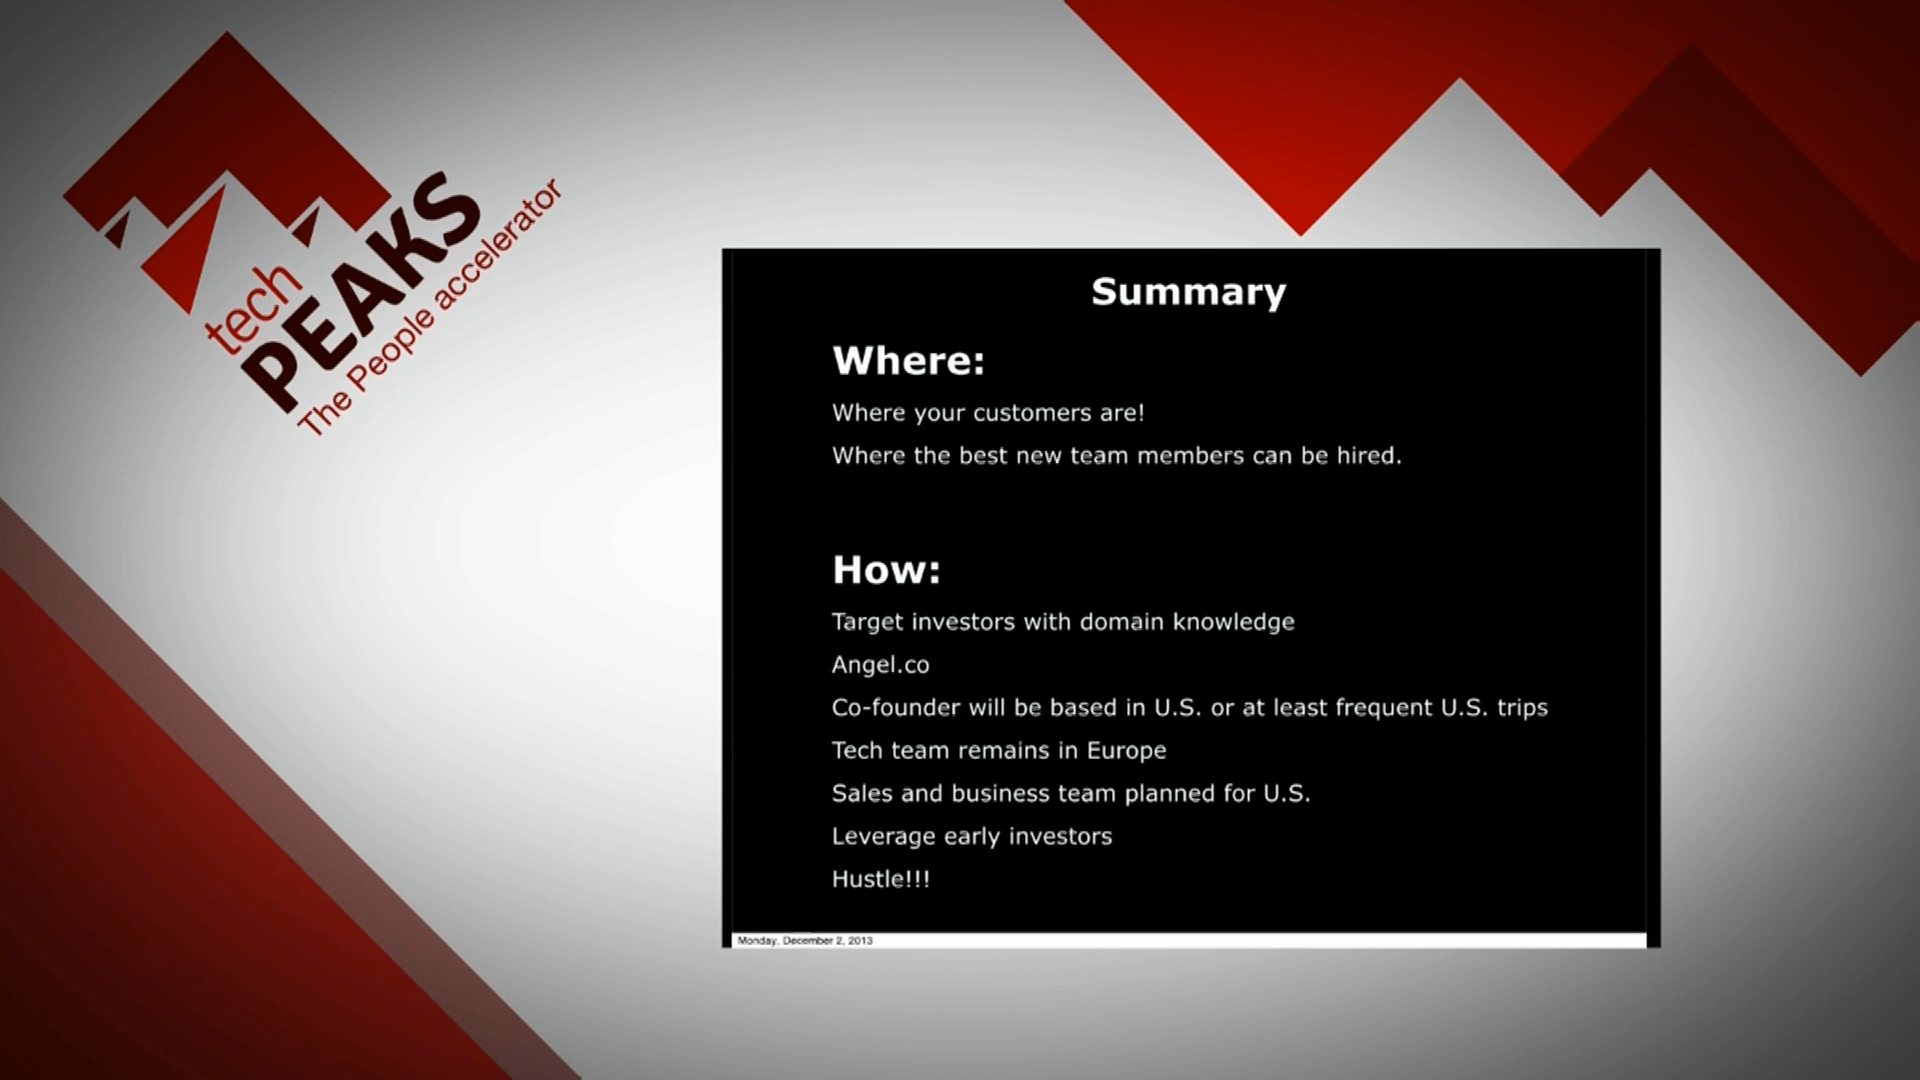 tech
PEAKS
The People accelerator
Summary
Where:
Where your customers are!
Where the best new team members can be hired.
How:
Target investors with domain knowledge
Angel.co
Co-founder will be based in U.S. or at least frequent U.S. trips
Tech team remains in Europe
Sales and business team planned for U.S.
Leverage early investors
Hustle!!!
Monday, December 2, 2013